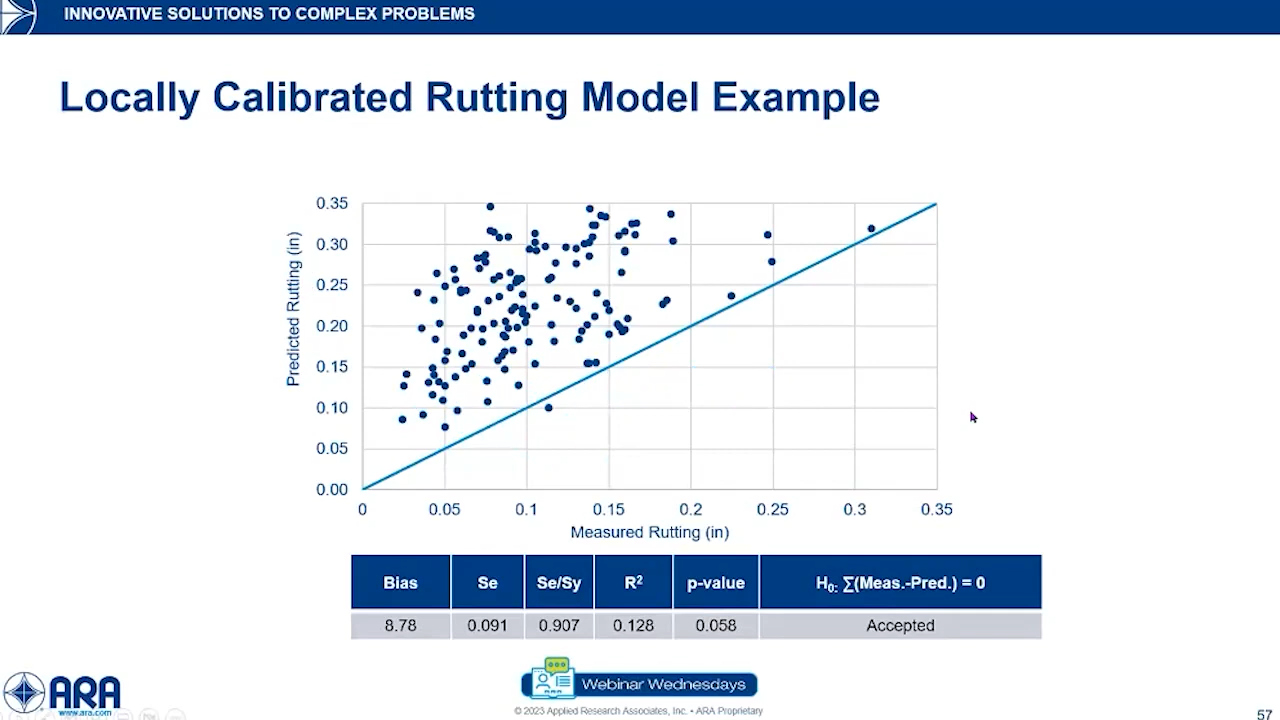 INNOVATIVE SOLUTIONS TO COMPLEX PROBLEMS
Locally Calibrated Rutting Model Example
Predicted Rutting (in)
0.35
0.30
0.25
0.20
0.15
0.10
0.05
0.00
0 0.05 0.1 0.15 0.2 0.25 0.3 0.35
Measured Rutting (in)
Bias Se Se/Sy R² p-value H₀: ∑(Meas.-Pred.) = 0
8.78 0.091 0.907 0.128 0.058 Accepted
ARA
www.ara.com
Webinar Wednesdays
© 2023 Applied Research Associates, Inc. • ARA Proprietary
57